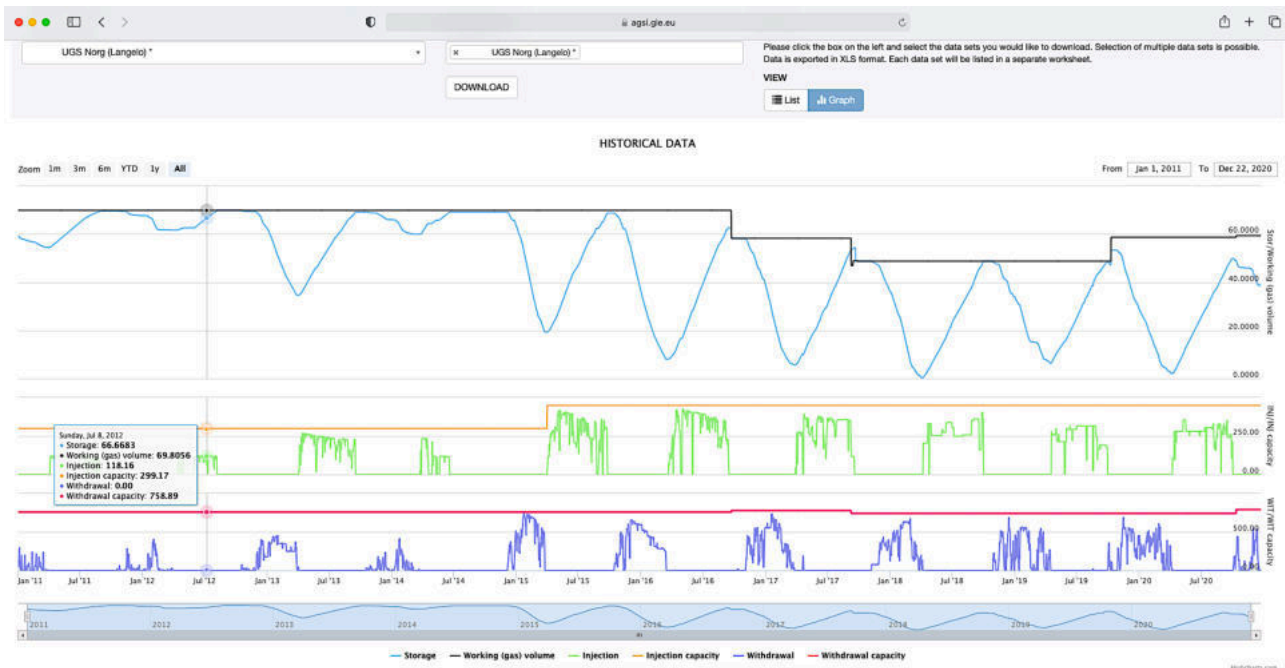 agsi.gie.eu
UGS Norg (Langelo) *
× UGS Norg (Langelo) *
DOWNLOAD
Please click the box on the left and select the data sets you would like to download. Selection of multiple data sets is possible.
Data is exported in XLS format. Each data set will be listed in a separate worksheet.
VIEW
List Graph
HISTORICAL DATA
Zoom 1m 3m 6m YTD 1y All
From Jan 1, 2011 To Dec 22, 2020
60.0000
40.0000
20.0000
0.0000
Stor/Working (gas) volume
250.00
0.00
INJ/INJ capacity
Sunday, Jul 8, 2012
Storage: 66.6683
Working (gas) volume: 69.8056
Injection: 118.16
Injection capacity: 299.17
Withdrawal: 0.00
Withdrawal capacity: 758.89
500.00
WIT/WIT capacity
Jan '11 Jul '11 Jan '12 Jul '12 Jan '13 Jul '13 Jan '14 Jul '14 Jan '15 Jul '15 Jan '16 Jul '16 Jan '17 Jul '17 Jan '18 Jul '18 Jan '19 Jul '19 Jan '20 Jul '20
2011 2012 2013 2014 2015 2016 2017 2018 2019 2020
Storage Working (gas) volume Injection Injection capacity Withdrawal Withdrawal capacity